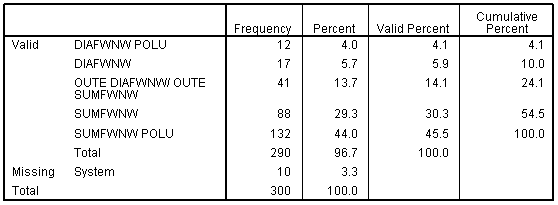 Frequency Percent Valid Percent Cumulative Percent
Valid DIAFWNW POLU 12 4.0 4.1 4.1
DIAFWNW 17 5.7 5.9 10.0
OUTE DIAFWNW/ OUTE SUMFWNW 41 13.7 14.1 24.1
SUMFWNW 88 29.3 30.3 54.5
SUMFWNW POLU 132 44.0 45.5 100.0
Total 290 96.7 100.0
Missing System 10 3.3
Total 300 100.0